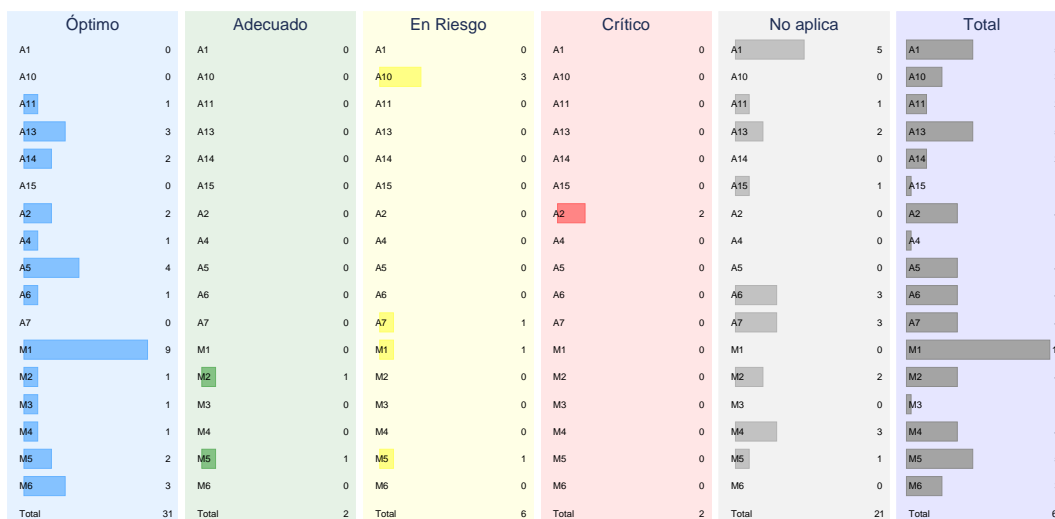 Óptimo Adecuado En Riesgo Crítico No aplica Total
A1 0 A1 0 A1 0 A1 0 A1 5 A1
A10 0 A10 0 A10 3 A10 0 A10 0 A10
A11 1 A11 0 A11 0 A11 0 A11 1 A11
A13 3 A13 0 A13 0 A13 0 A13 2 A13
A14 2 A14 0 A14 0 A14 0 A14 0 A14
A15 0 A15 0 A15 0 A15 0 A15 1 A15
A2 2 A2 0 A2 0 A2 2 A2 0 A2
A4 1 A4 0 A4 0 A4 0 A4 0 A4
A5 4 A5 0 A5 0 A5 0 A5 0 A5
A6 1 A6 0 A6 0 A6 0 A6 3 A6
A7 0 A7 0 A7 1 A7 0 A7 3 A7
M1 9 M1 0 M1 1 M1 0 M1 0 M1 1
M2 1 M2 1 M2 0 M2 0 M2 2 M2
M3 1 M3 0 M3 0 M3 0 M3 0 M3
M4 1 M4 0 M4 0 M4 0 M4 3 M4
M5 2 M5 1 M5 1 M5 0 M5 1 M5
M6 3 M6 0 M6 0 M6 0 M6 0 M6
Total 31 Total 2 Total 6 Total 2 Total 21 Total 6